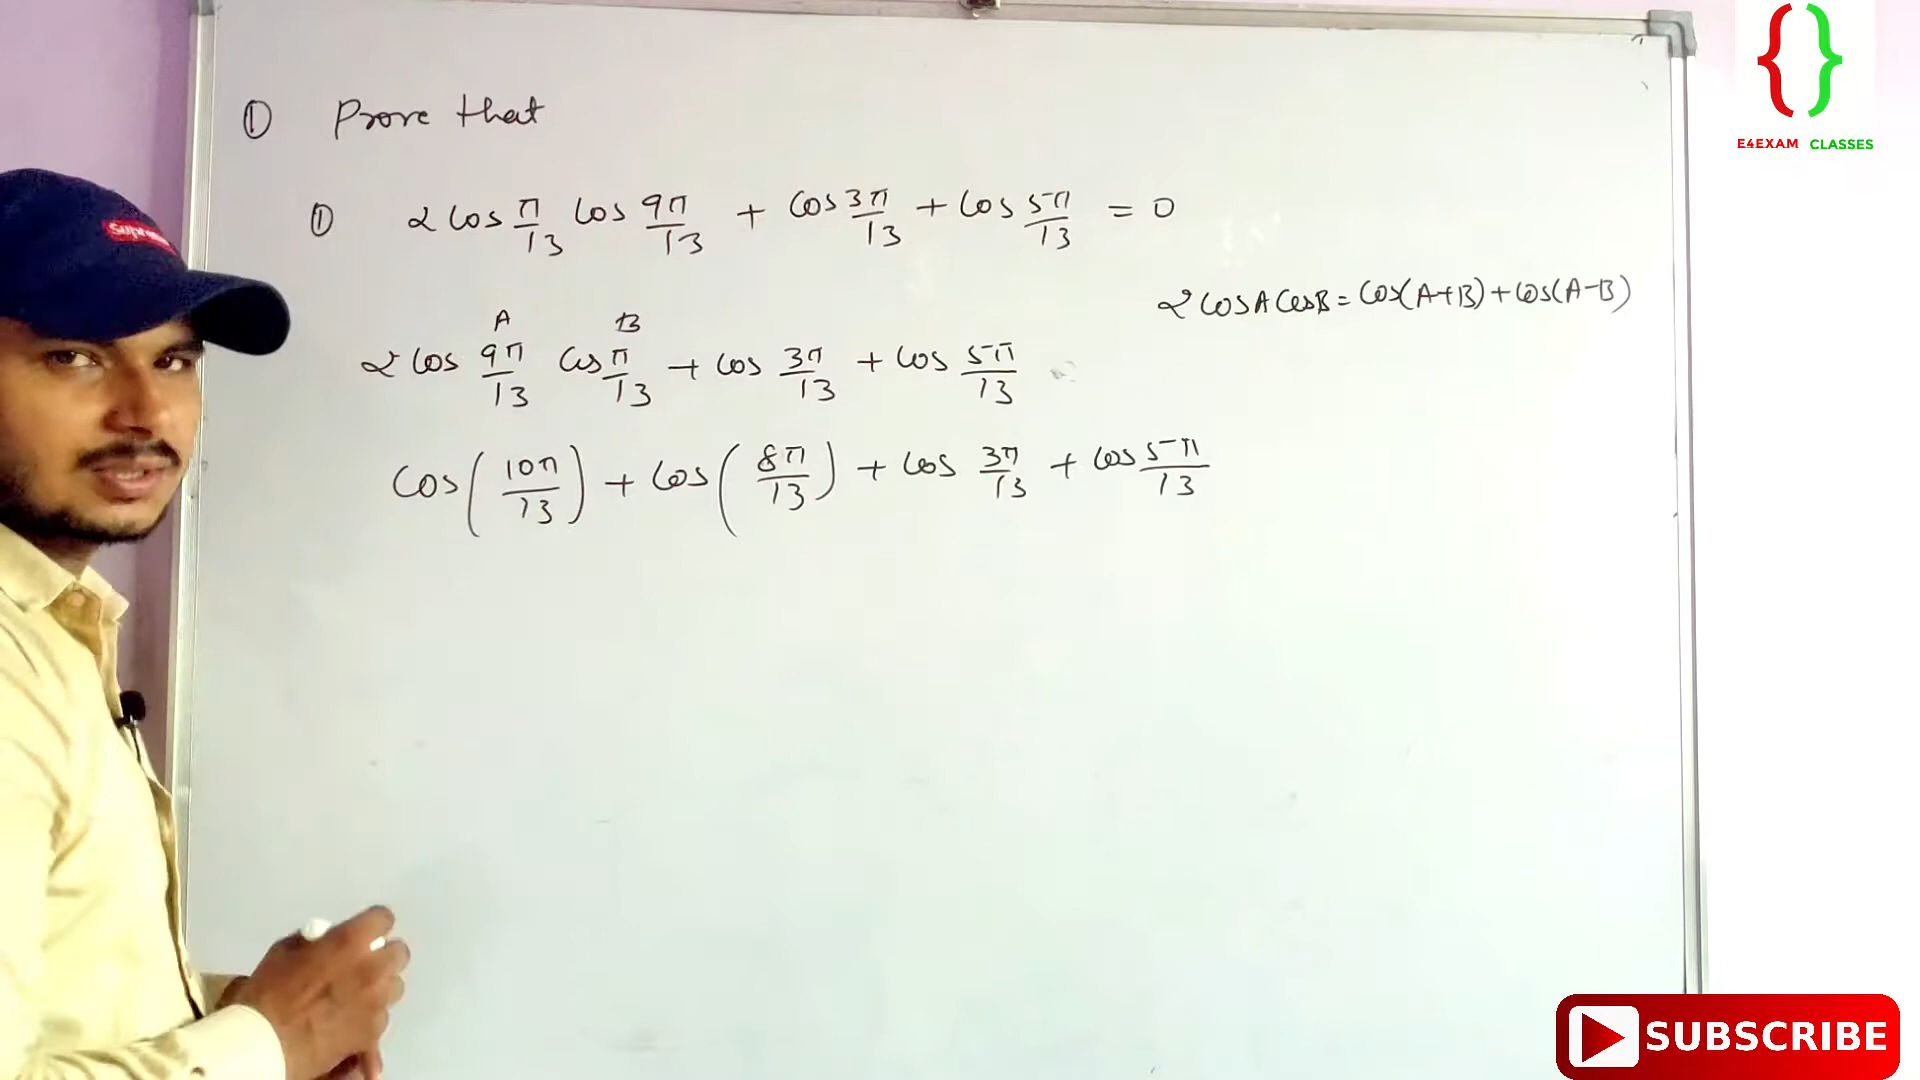 ① Prove that
① 2 cos π/13 cos 9π/13 + cos 3π/13 + cos 5π/13 = 0
2 cos A cos B = cos(A+B) + cos(A-B)
A B
2 cos 9π/13 cos π/13 + cos 3π/13 + cos 5π/13
cos(10π/13) + cos(8π/13) + cos 3π/13 + cos 5π/13
{}
E4EXAM CLASSES
Supreme
SUBSCRIBE